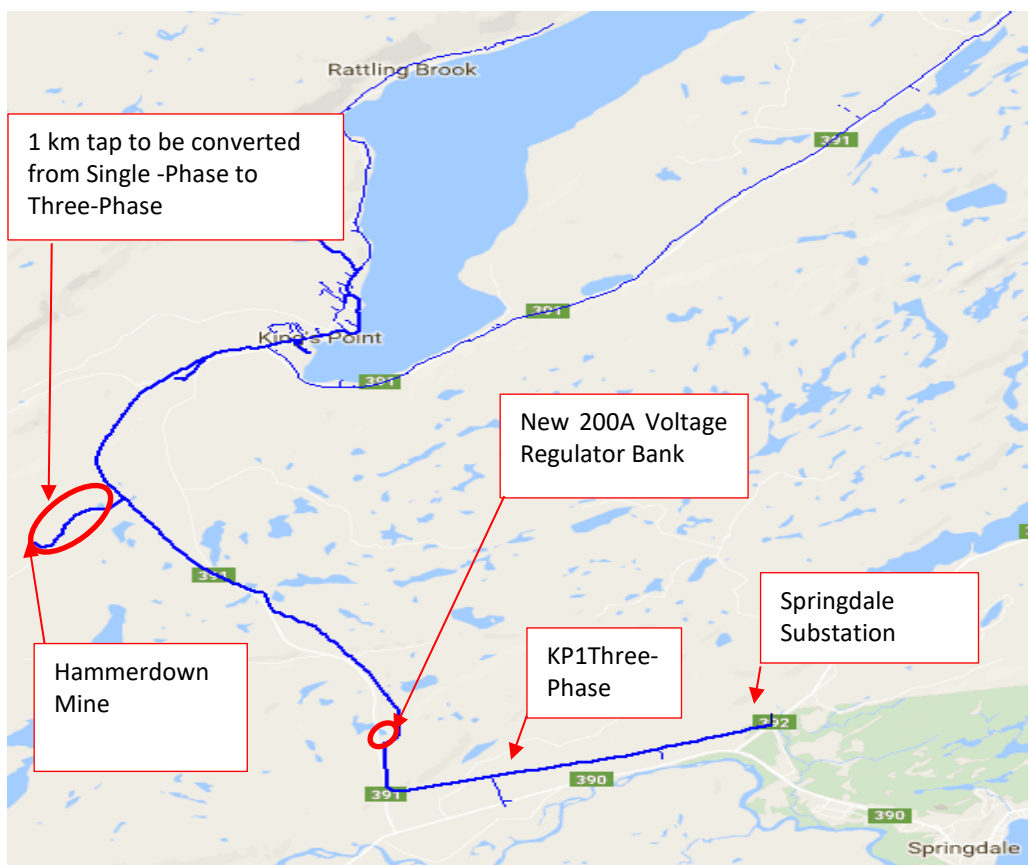 Rattling Brook
1 km tap to be converted
from Single -Phase to
Three-Phase
391
391
King's Point
391
New 200A Voltage
Regulator Bank
391
Springdale
Substation
Hammerdown
Mine
KP1Three-
Phase
392
390
391
390
Springdale